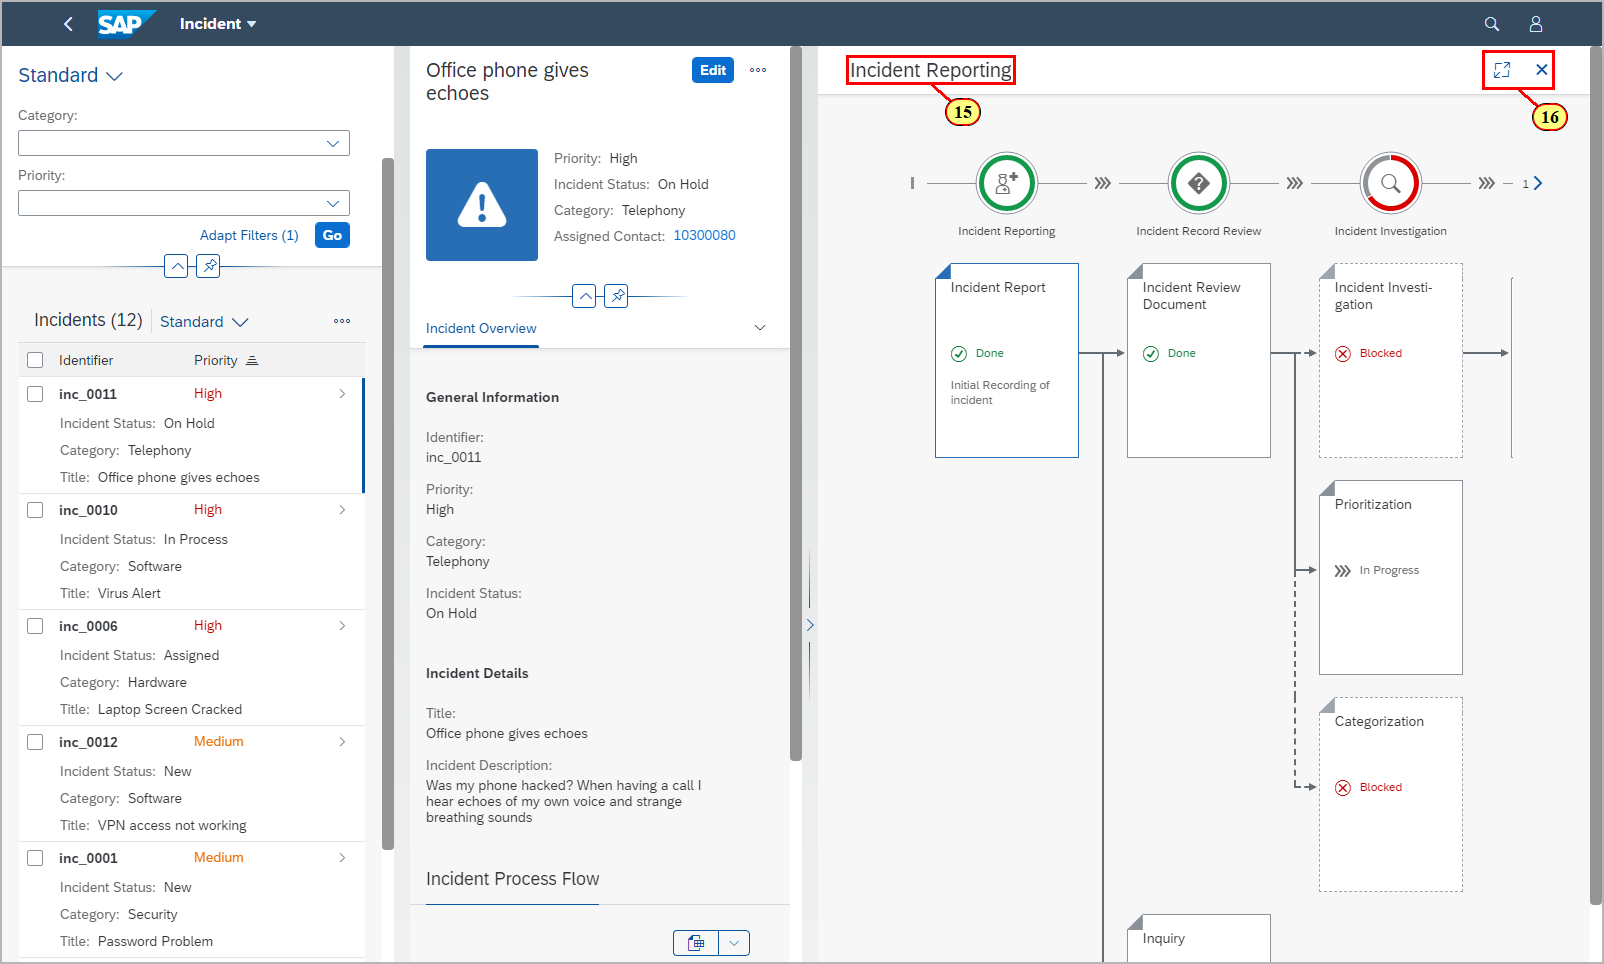 SAP Incident
Standard
Category:
Priority:
Adapt Filters (1) Go
Incidents (12) Standard
Identifier Priority
inc_0011 High
Incident Status: On Hold
Category: Telephony
Title: Office phone gives echoes
inc_0010 High
Incident Status: In Process
Category: Software
Title: Virus Alert
inc_0006 High
Incident Status: Assigned
Category: Hardware
Title: Laptop Screen Cracked
inc_0012 Medium
Incident Status: New
Category: Software
Title: VPN access not working
inc_0001 Medium
Incident Status: New
Category: Security
Title: Password Problem
Office phone gives
echoes
Edit
Priority: High
Incident Status: On Hold
Category: Telephony
Assigned Contact: 10300080
Incident Overview
General Information
Identifier:
inc_0011
Priority:
High
Category:
Telephony
Incident Status:
On Hold
Incident Details
Title:
Office phone gives echoes
Incident Description:
Was my phone hacked? When having a call I
hear echoes of my own voice and strange
breathing sounds
Incident Process Flow
Incident Reporting
15
16
1
Incident Reporting
Incident Record Review
Incident Investigation
Incident Report
Done
Initial Recording of
incident
Incident Review
Document
Done
Incident Investi-
gation
Blocked
Prioritization
In Progress
Categorization
Blocked
Inquiry